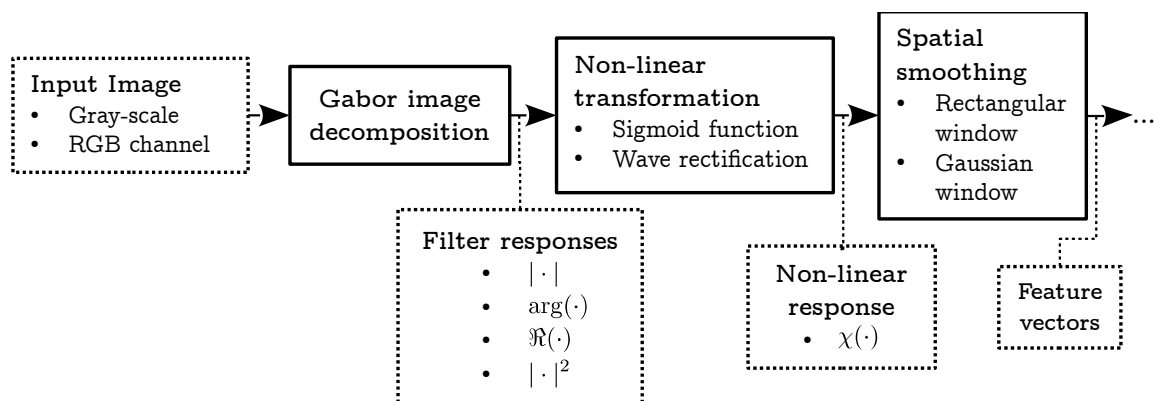 Input Image
• Gray-scale
• RGB channel
Gabor image
decomposition
Non-linear
transformation
• Sigmoid function
• Wave rectification
Spatial
smoothing
• Rectangular
window
• Gaussian
window
...
Filter responses
• | · |
• arg(·)
• ℜ(·)
• | · |²
Non-linear
response
• χ(·)
Feature
vectors